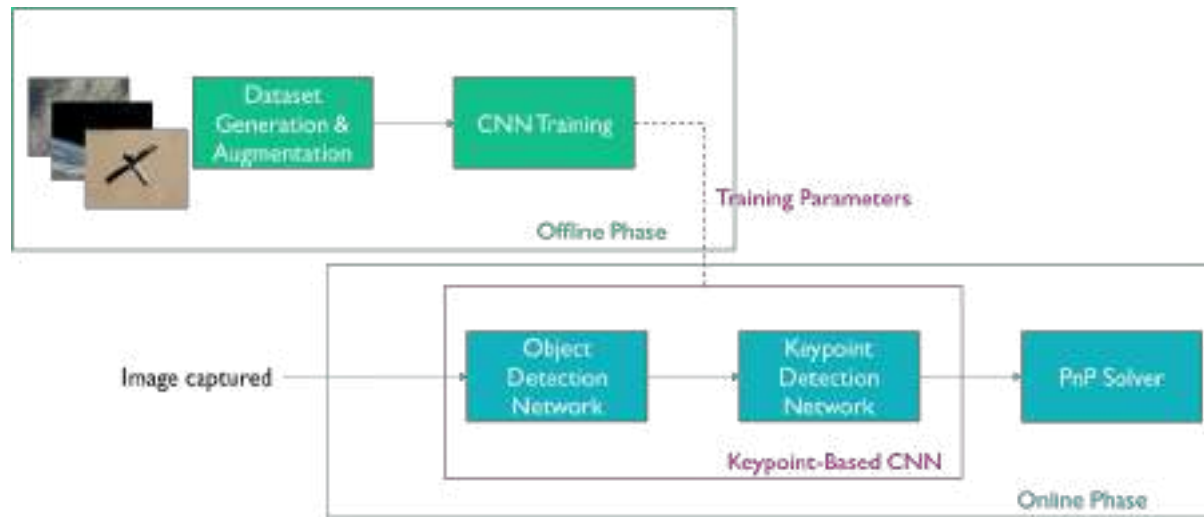 Dataset
Generation &
Augmentation
CNN Training
Training Parameters
Offline Phase
Image captured
Object
Detection
Network
Keypoint
Detection
Network
PnP Solver
Keypoint-Based CNN
Online Phase